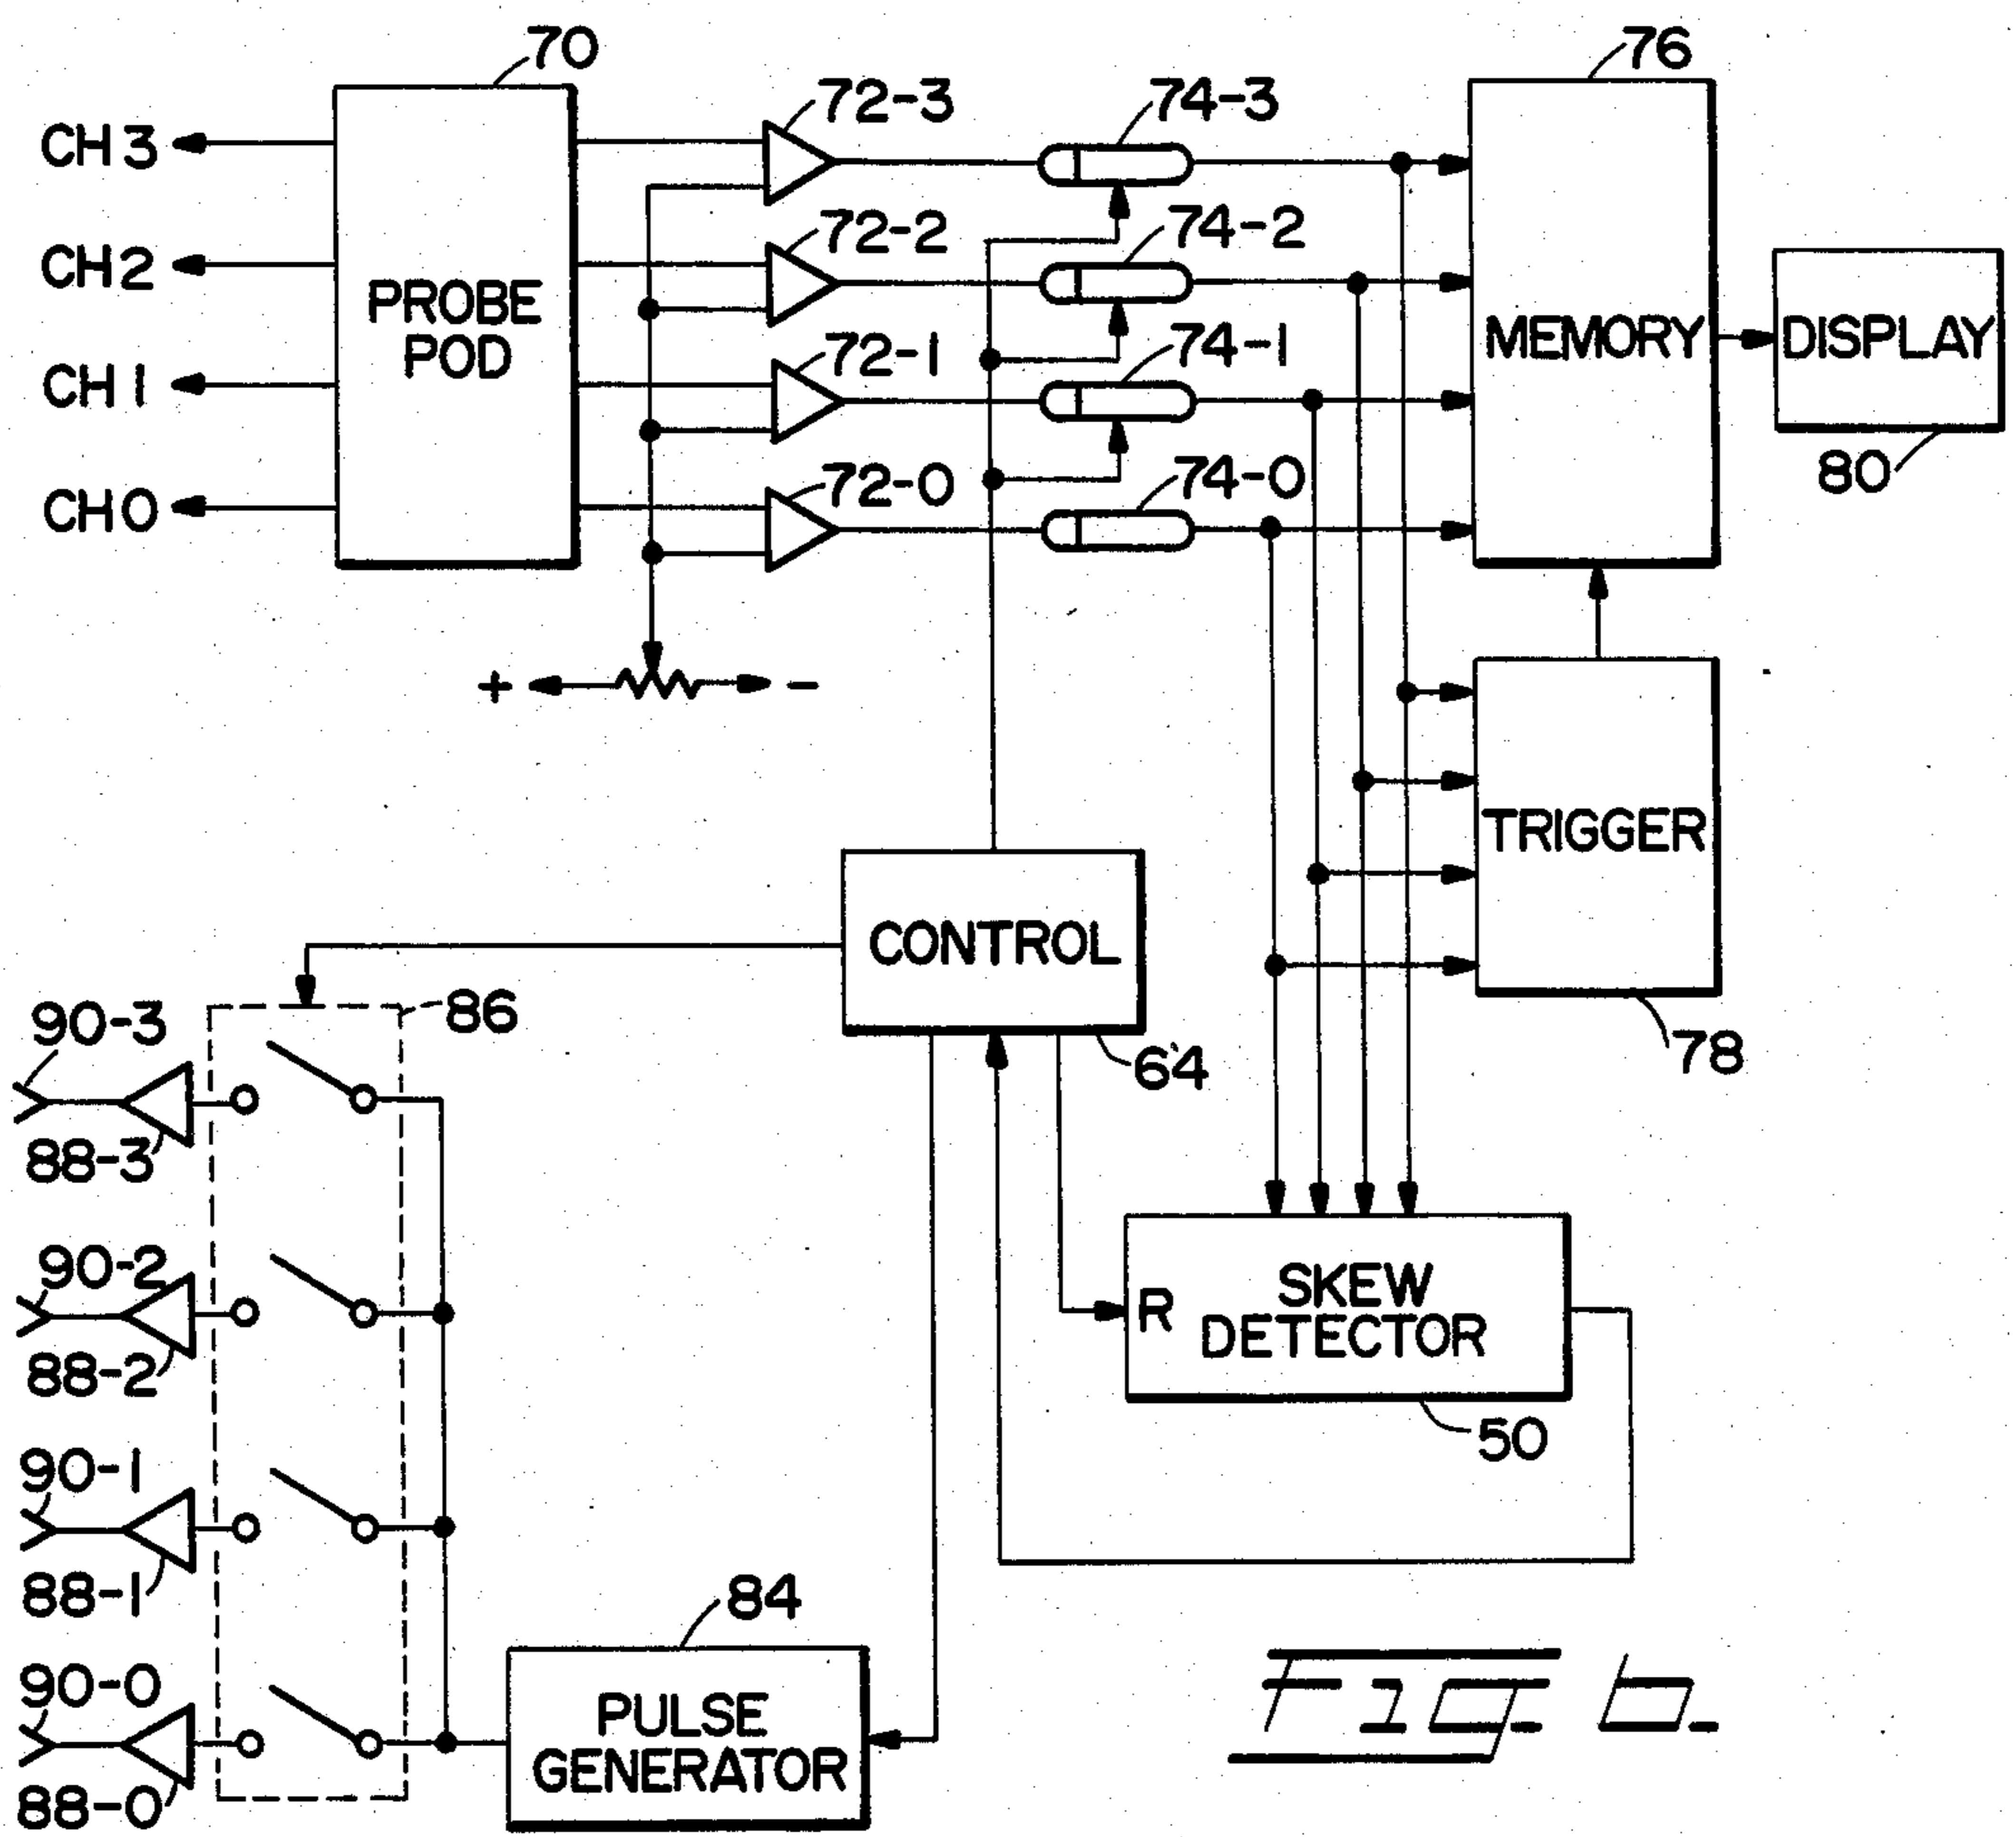 70
76
CH3
72-3
74-3
CH2
72-2
74-2
PROBE
POD
MEMORY
DISPLAY
CH1
72-1
74-1
80
CH0
72-0
74-0
+
-
TRIGGER
CONTROL
86
64
78
90-3
88-3
90-2
88-2
R
SKEW
DETECTOR
50
90-1
88-1
84
90-0
88-0
PULSE
GENERATOR
FIG. 6.